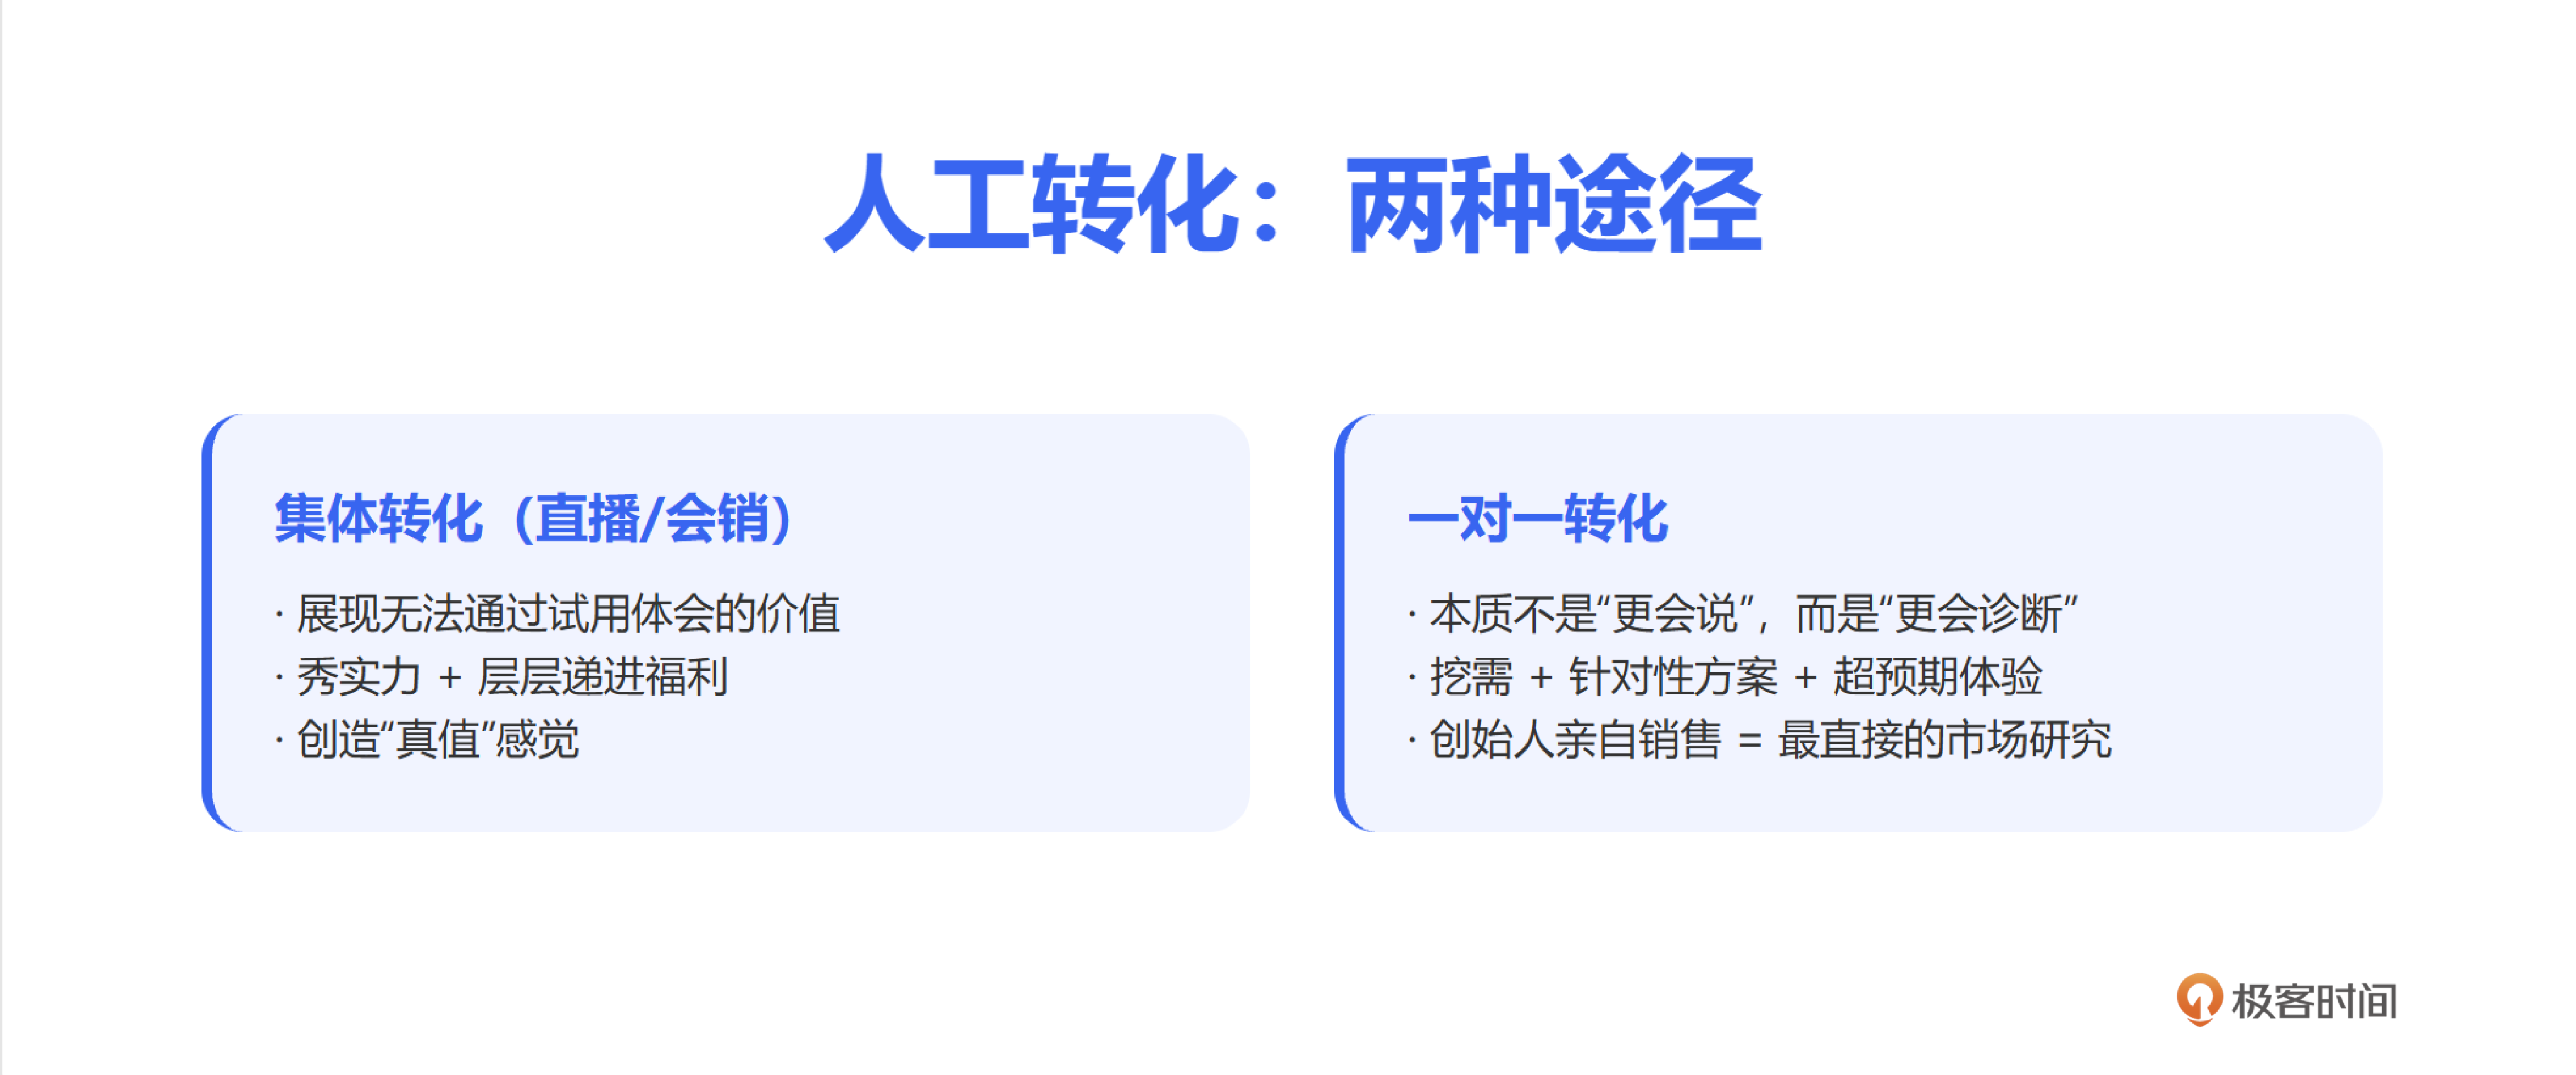 人工转化：两种途径
集体转化（直播/会销）
· 展现无法通过试用体会的价值
· 秀实力 + 层层递进福利
· 创造“真值”感觉
一对一转化
· 本质不是“更会说”，而是“更会诊断”
· 挖需 + 针对性方案 + 超预期体验
· 创始人亲自销售 = 最直接的市场研究
极客时间